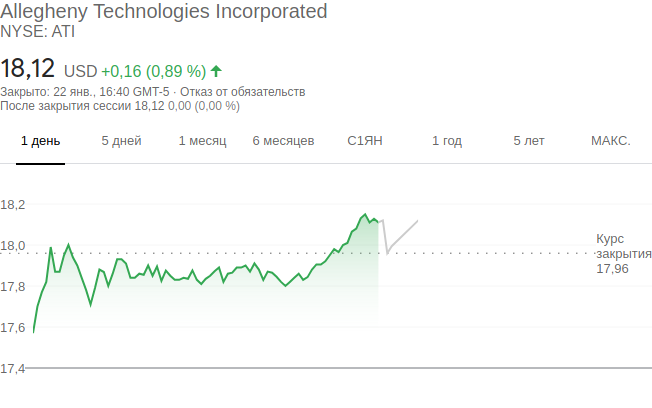 Allegheny Technologies Incorporated
NYSE: ATI
18,12 USD +0,16 (0,89 %)
Закрыто: 22 янв., 16:40 GMT-5 · Отказ от обязательств
После закрытия сессии 18,12 0,00 (0,00 %)
1 день 5 дней 1 месяц 6 месяцев С1ЯН 1 год 5 лет МАКС.
18,2
18,0
17,8
17,6
17,4
Курс
закрытия
17,96